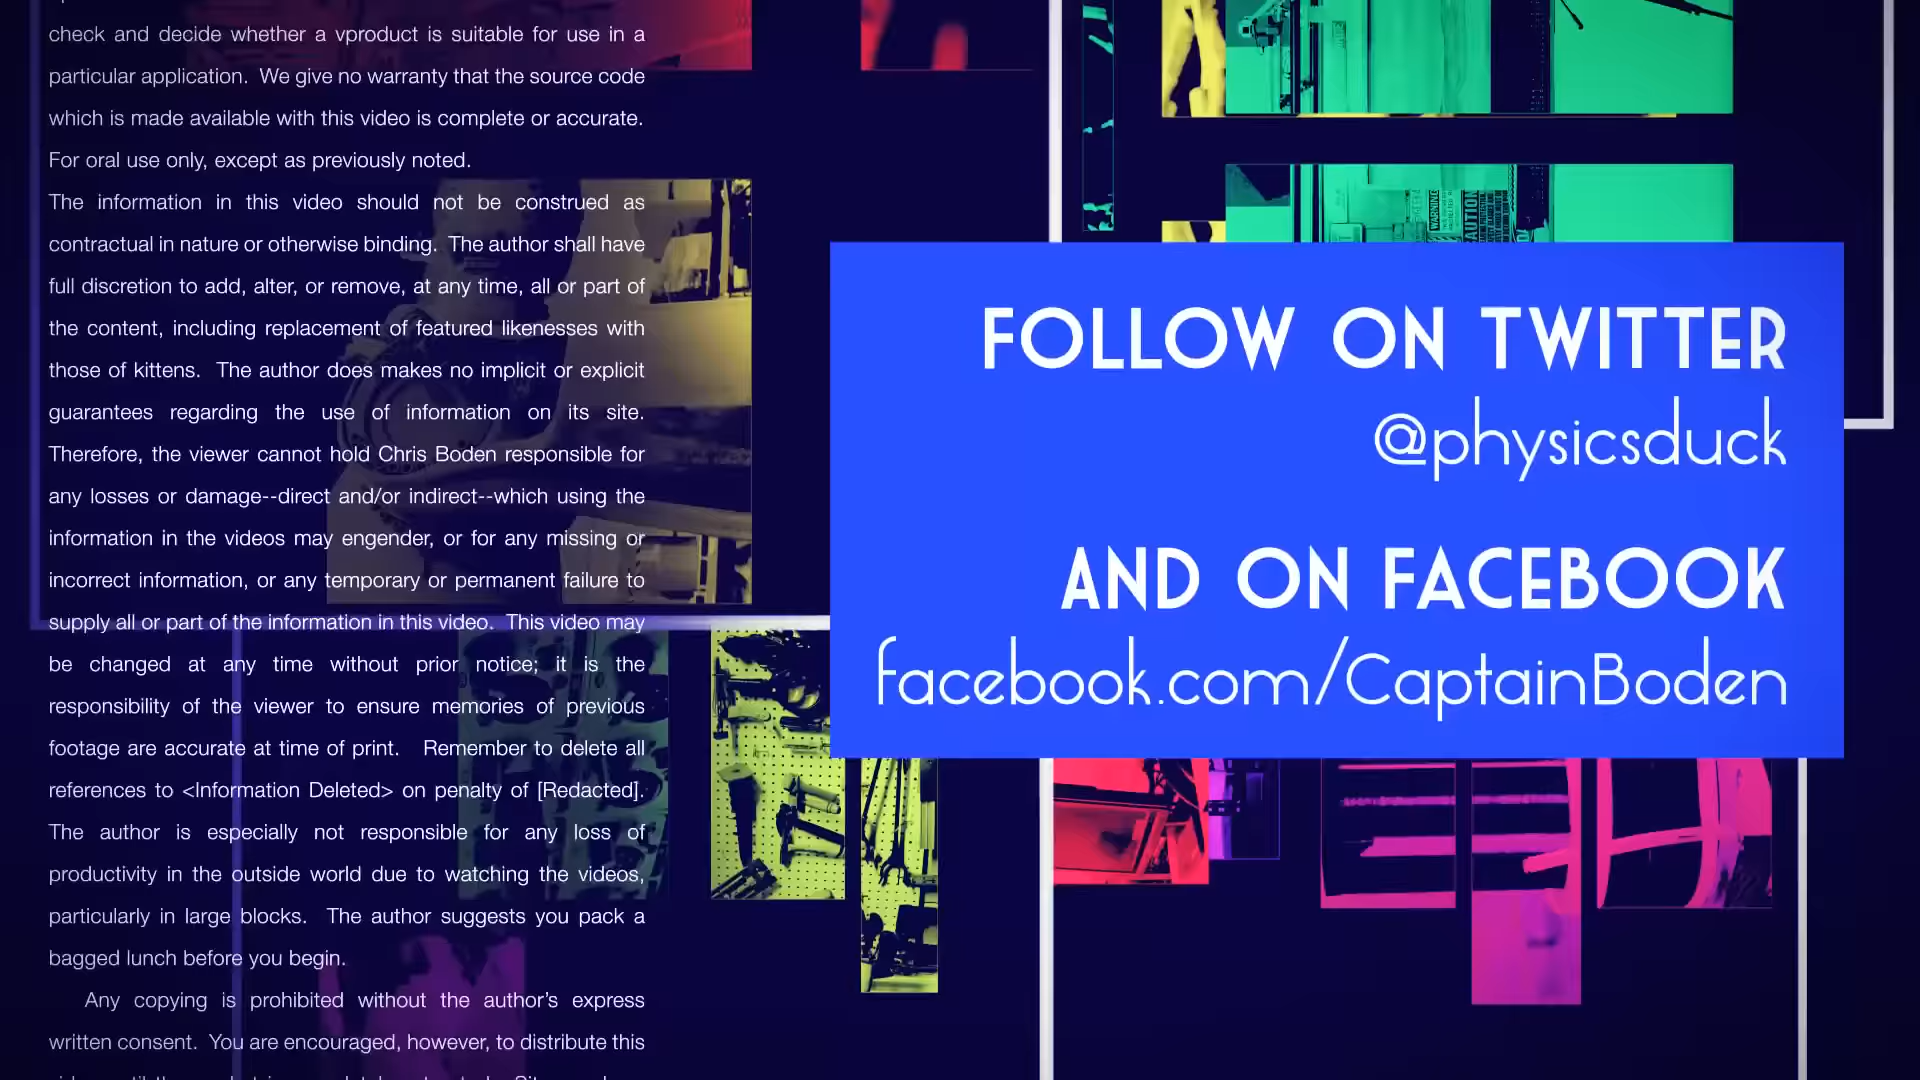 check and decide whether a vproduct is suitable for use in a
particular application.  We give no warranty that the source code
which is made available with this video is complete or accurate.
For oral use only, except as previously noted.
The information in this video should not be construed as
contractual in nature or otherwise binding.  The author shall have
full discretion to add, alter, or remove, at any time, all or part of
the content, including replacement of featured likenesses with
those of kittens.  The author does makes no implicit or explicit
guarantees regarding the use of information on its site.
Therefore, the viewer cannot hold Chris Boden responsible for
any losses or damage--direct and/or indirect--which using the
information in the videos may engender, or for any missing or
incorrect information, or any temporary or permanent failure to
supply all or part of the information in this video.  This video may
be changed at any time without prior notice; it is the
responsibility of the viewer to ensure memories of previous
footage are accurate at time of print.  Remember to delete all
references to <Information Deleted> on penalty of [Redacted].
The author is especially not responsible for any loss of
productivity in the outside world due to watching the videos,
particularly in large blocks.  The author suggests you pack a
bagged lunch before you begin.
Any copying is prohibited without the author's express
written consent.  You are encouraged, however, to distribute this
WARNING
CAUTION
FOLLOW ON TWITTER
@physicsduck
AND ON FACEBOOK
facebook.com/CaptainBoden